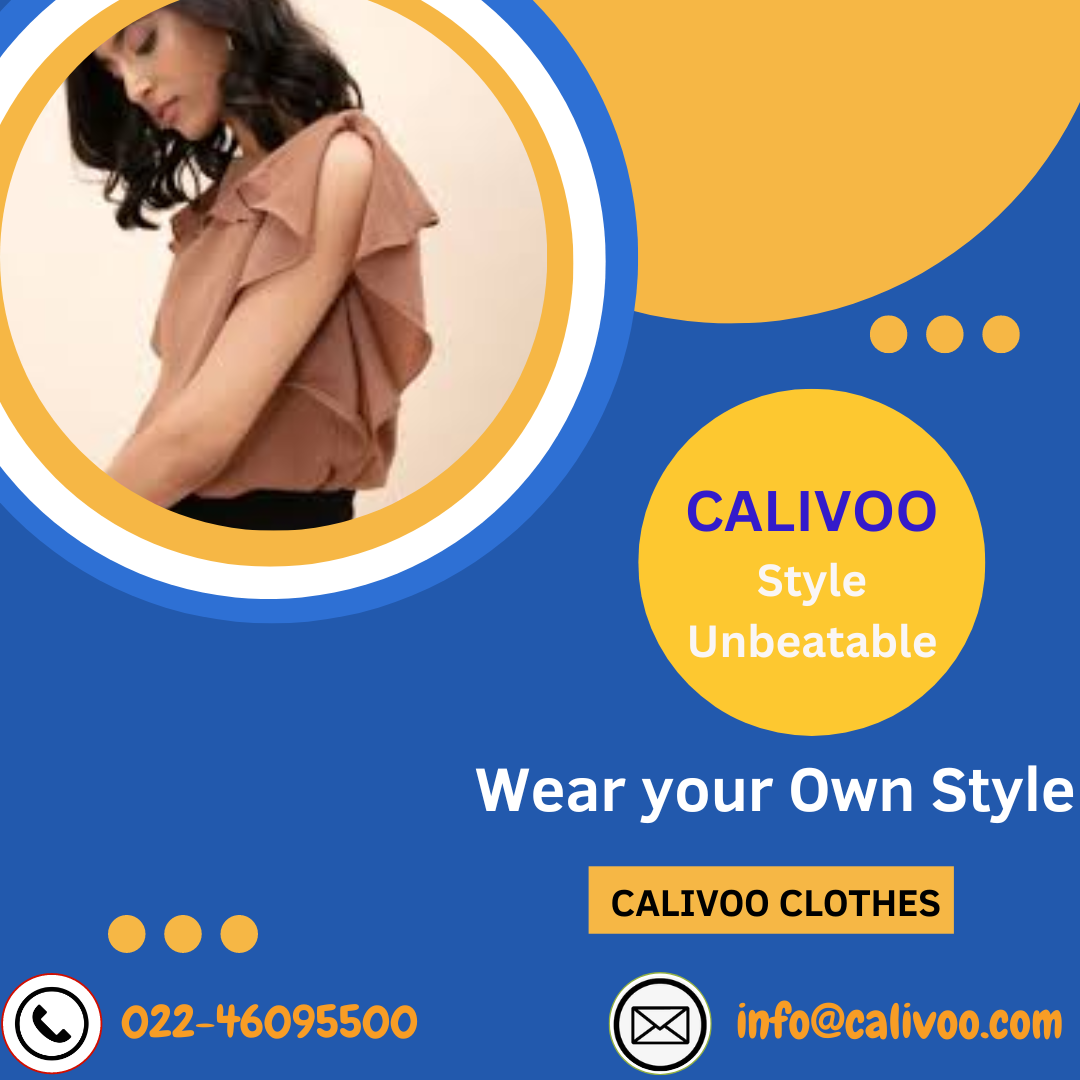 CALIVOO
Style
Unbeatable
Wear your Own Style
CALIVOO CLOTHES
022-46095500
info@calivoo.com